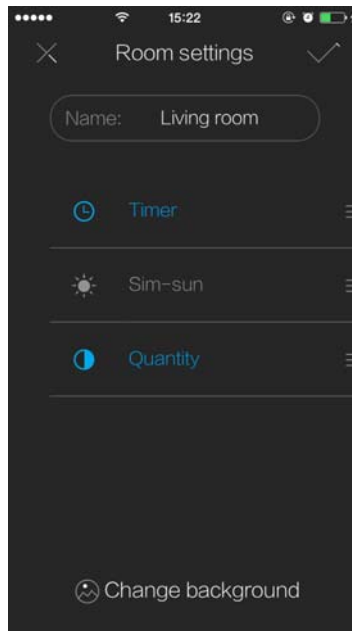 15:22
Room settings
Name: Living room
Timer
Sim-sun
Quantity
Change background